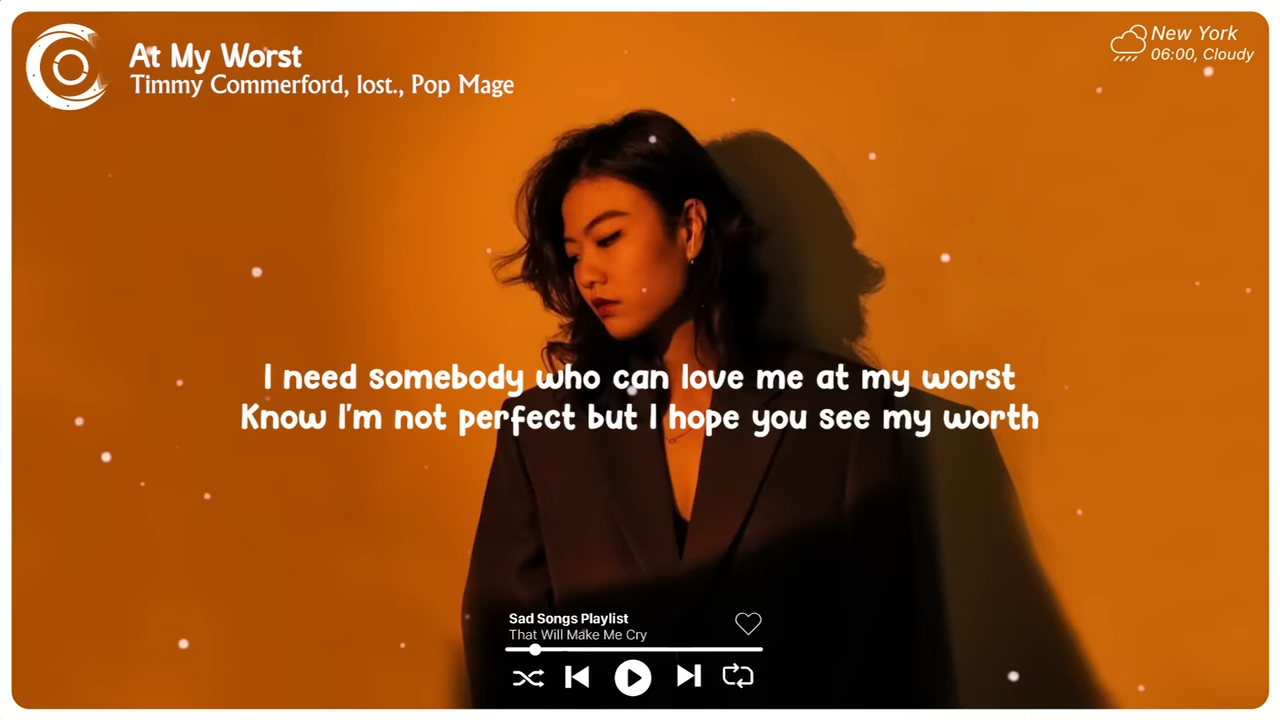 At My Worst
Timmy Commerford, lost., Pop Mage
New York
06:00, Cloudy
I need somebody who can love me at my worst
Know I'm not perfect but I hope you see my worth
Sad Songs Playlist
That Will Make Me Cry